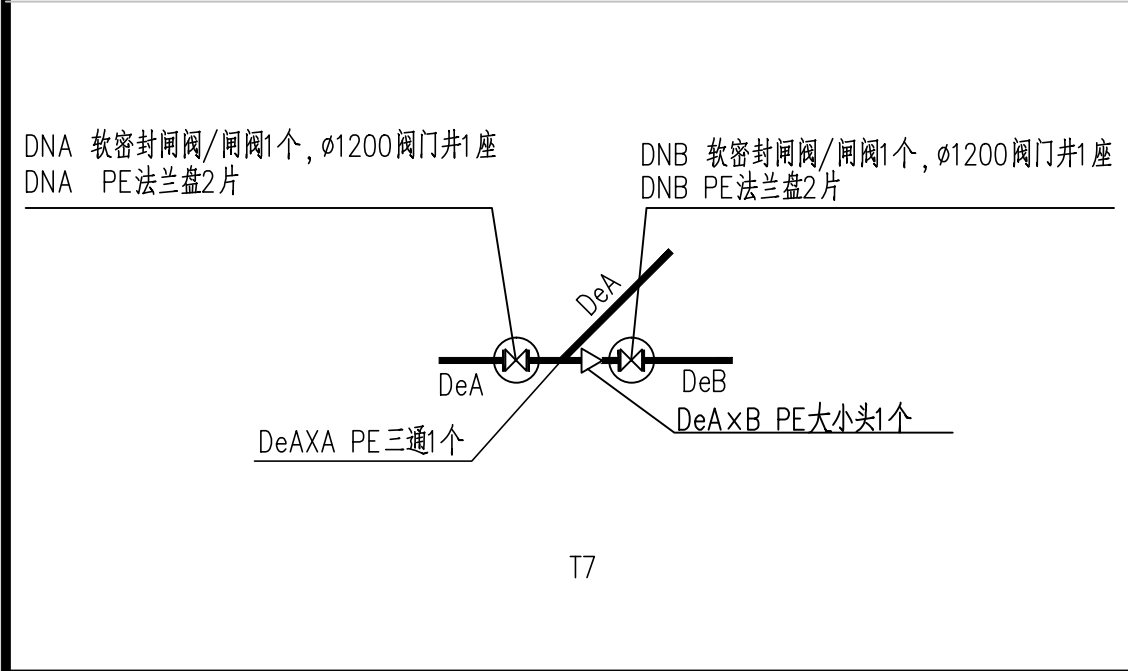 DNA 软密封闸阀/闸阀1个,ø1200阀门井1座
DNA PE法兰盘2片
DNB 软密封闸阀/闸阀1个,ø1200阀门井1座
DNB PE法兰盘2片
DeA
DeA
DeB
DeA×B PE大小头1个
DeAXA PE三通1个
T7